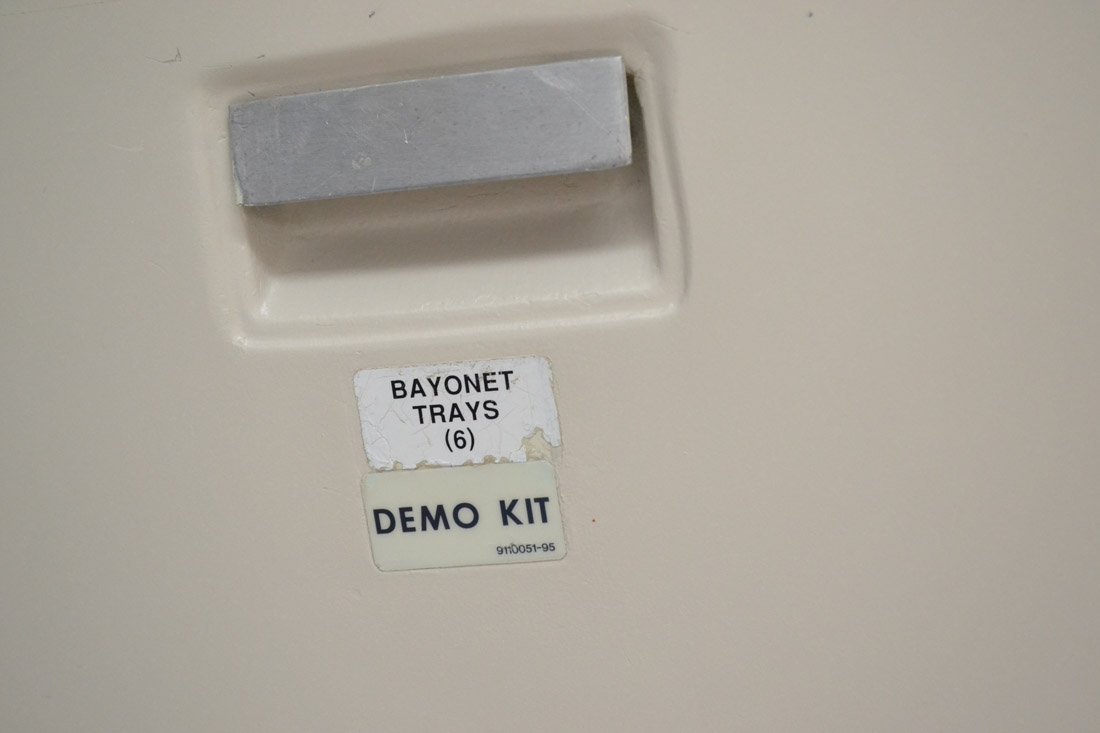 BAYONET
TRAYS
(6)
DEMO KIT
9110051-95